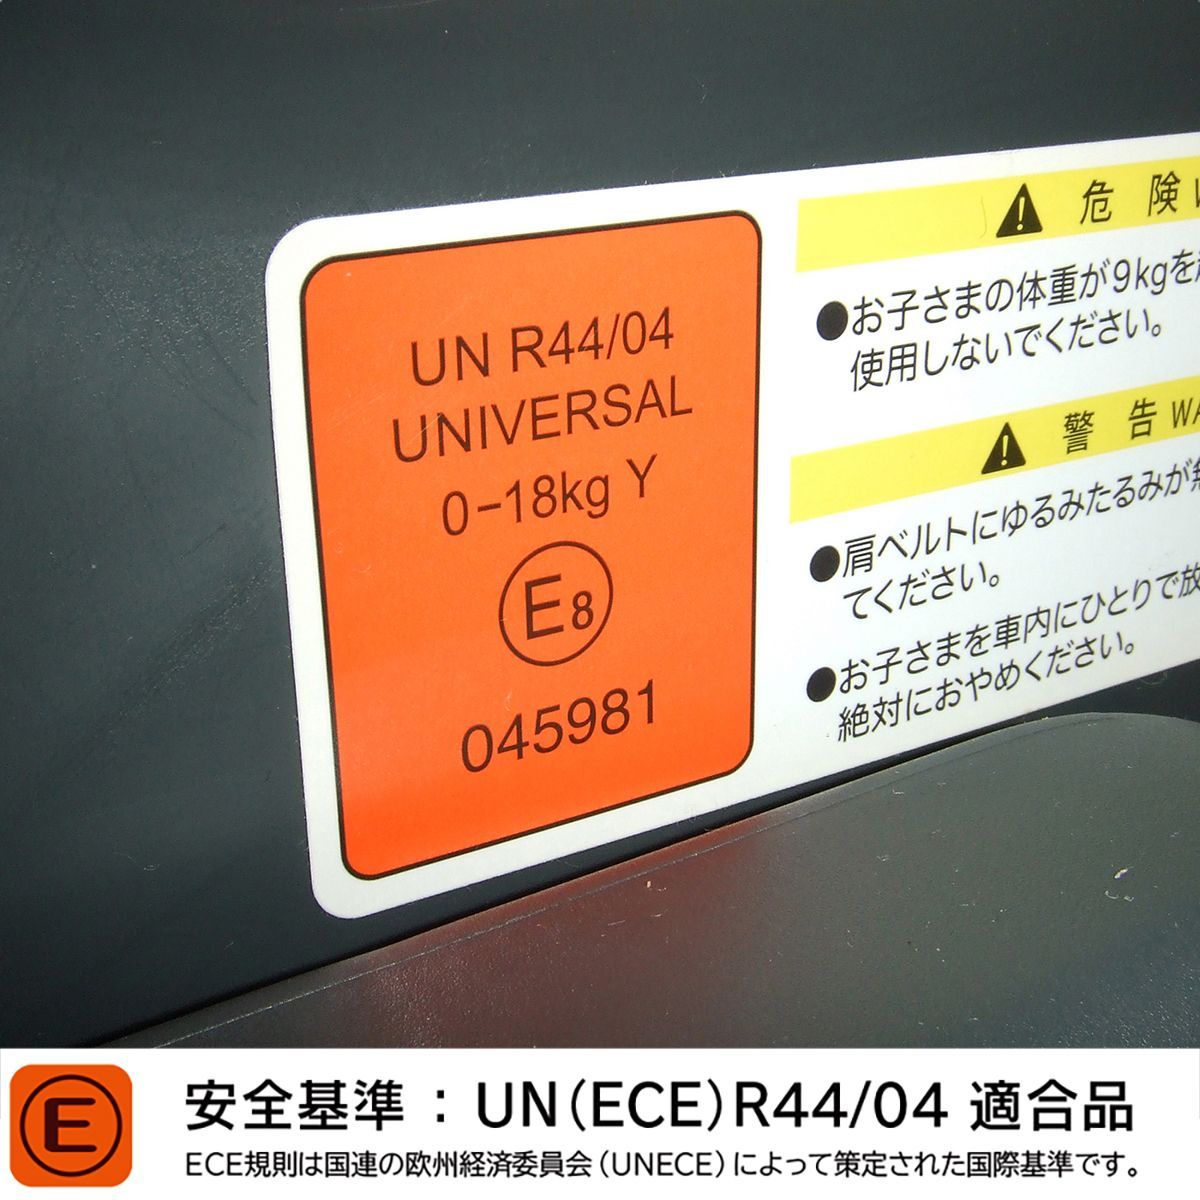 UN R44/04
UNIVERSAL
0-18kg Y
E8
045981
危 険
●お子さまの体重が9kgを
使用しないでください。
警 告
●肩ベルトにゆるみたるみが
てください。
●お子さまを車内にひとりで放
絶対におやめください。
E
安全基準：UN(ECE)R44/04 適合品
ECE規則は国連の欧州経済委員会(UNECE)によって策定された国際基準です。